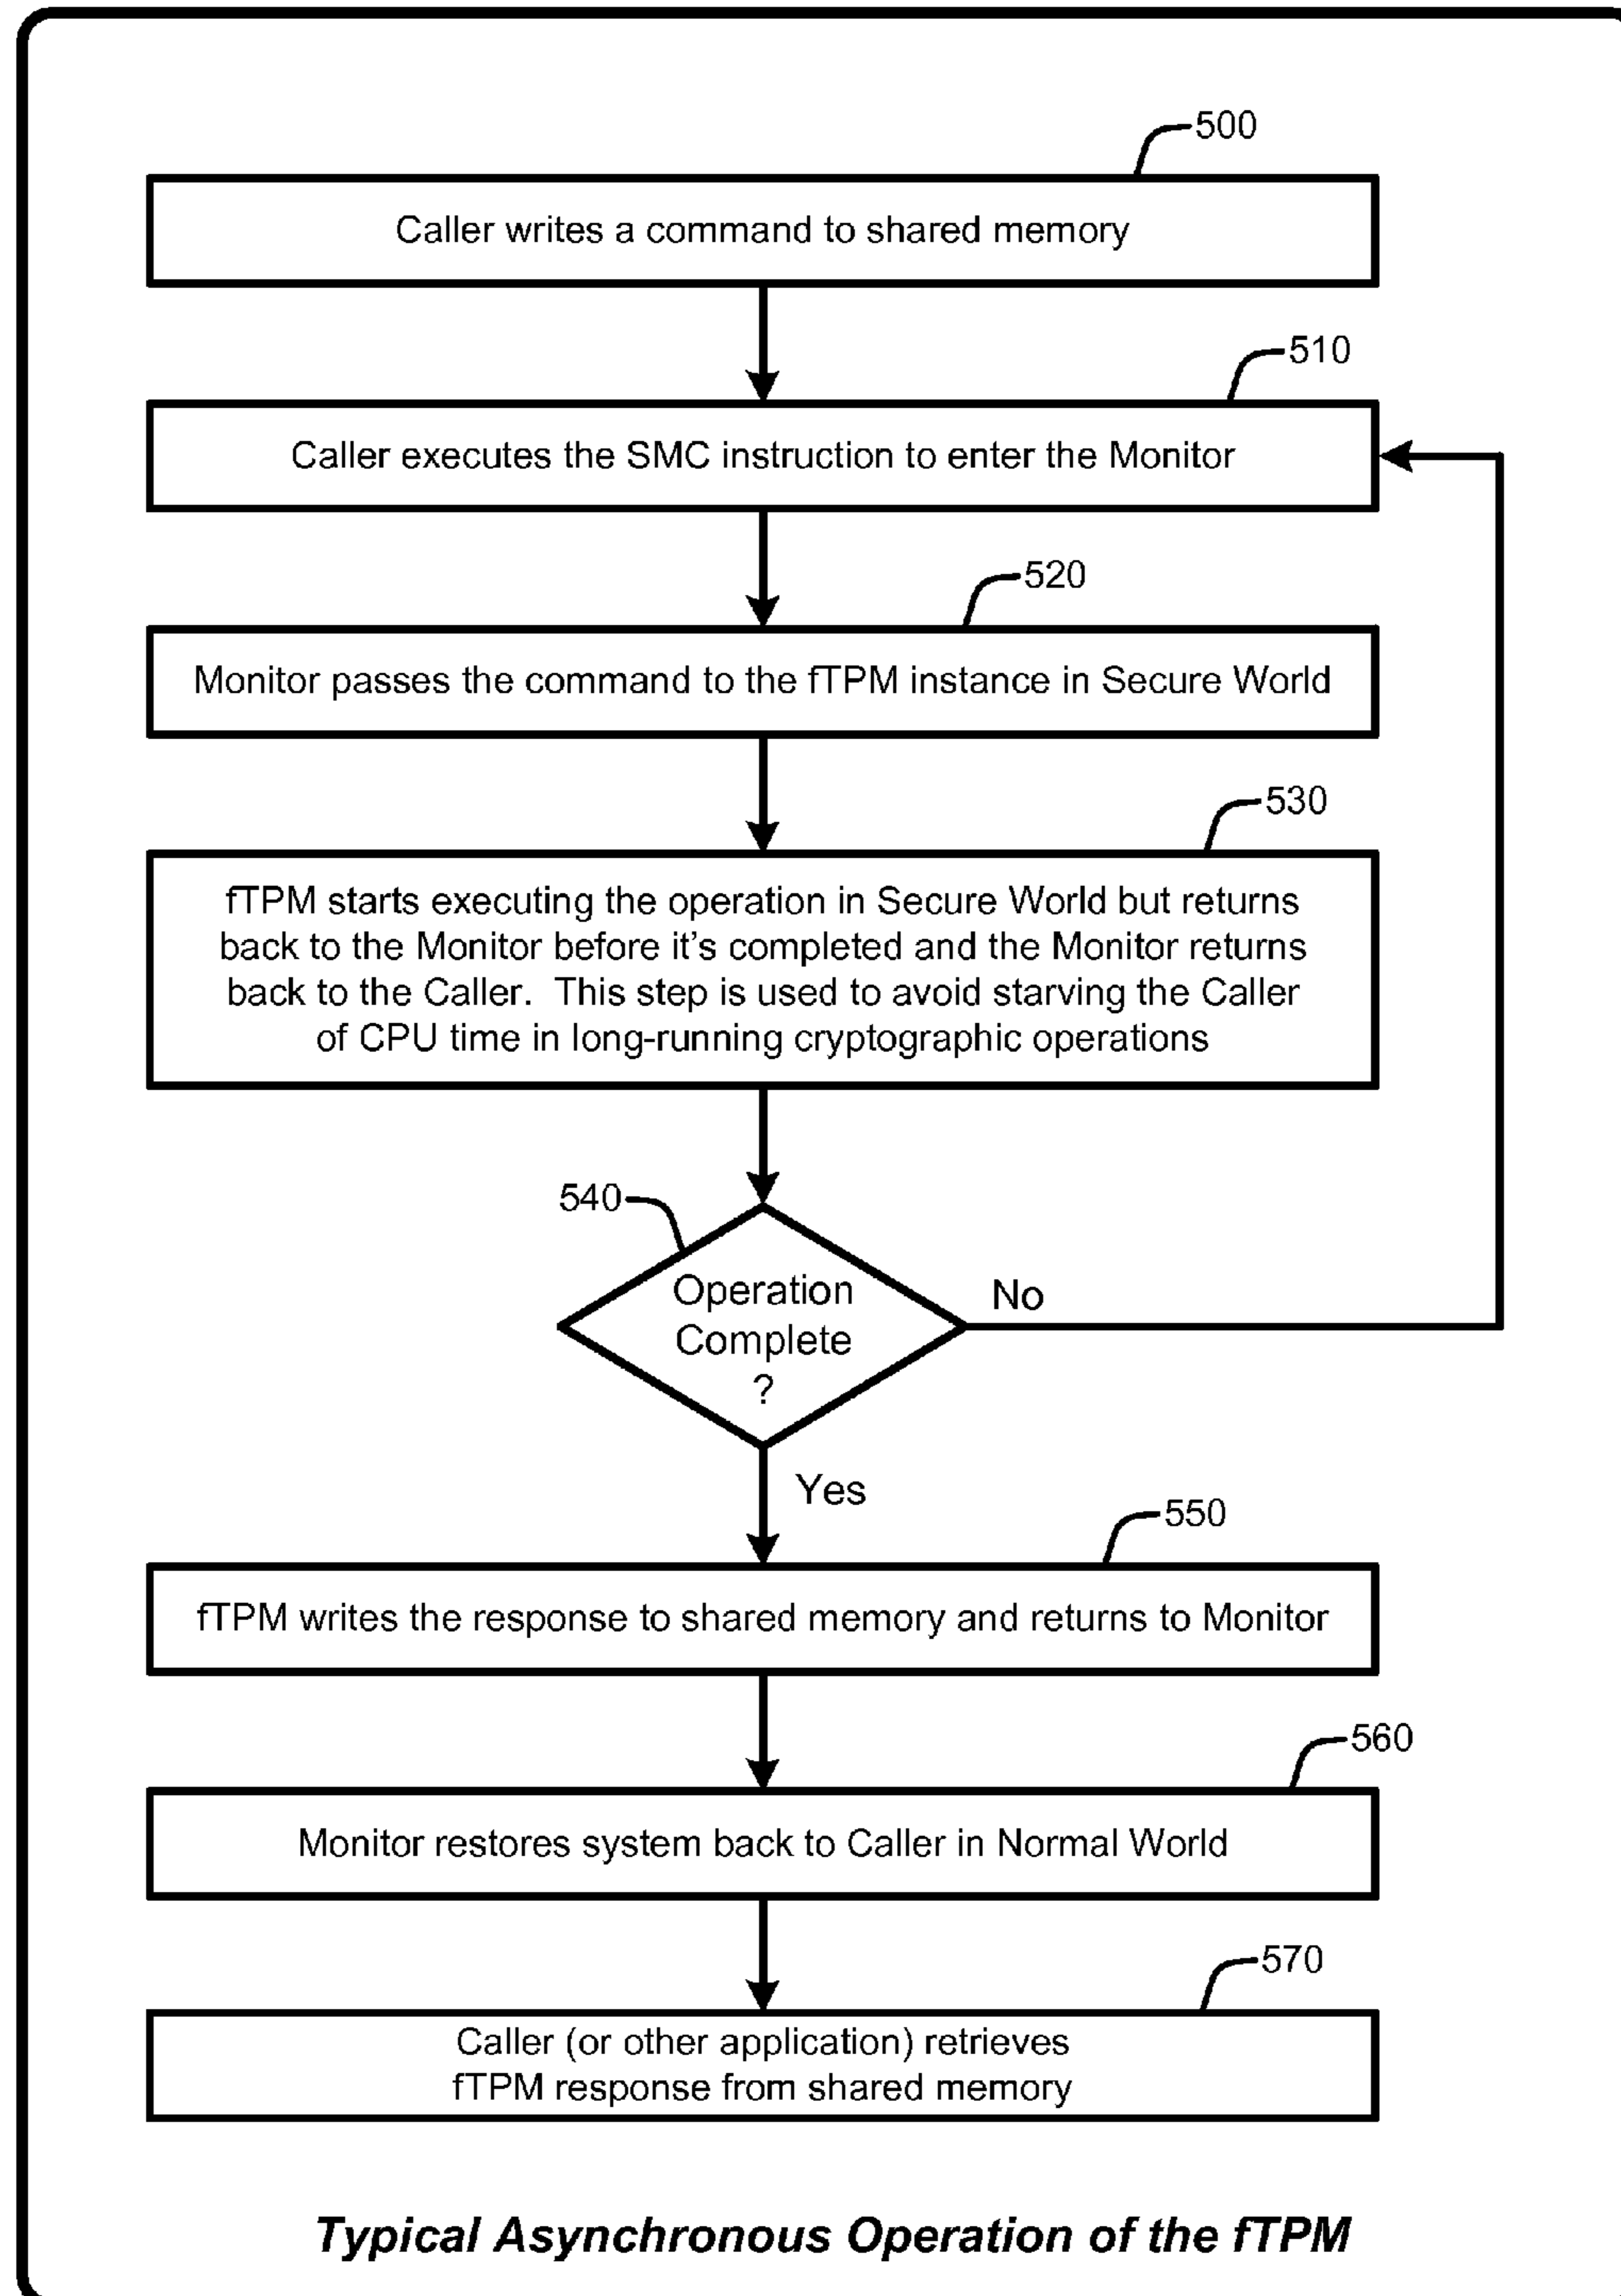 500
Caller writes a command to shared memory
510
Caller executes the SMC instruction to enter the Monitor
520
Monitor passes the command to the fTPM instance in Secure World
530
fTPM starts executing the operation in Secure World but returns
back to the Monitor before it's completed and the Monitor returns
back to the Caller.  This step is used to avoid starving the Caller
of CPU time in long-running cryptographic operations
540
Operation
Complete
?
No
Yes
550
fTPM writes the response to shared memory and returns to Monitor
560
Monitor restores system back to Caller in Normal World
570
Caller (or other application) retrieves
fTPM response from shared memory
Typical Asynchronous Operation of the fTPM